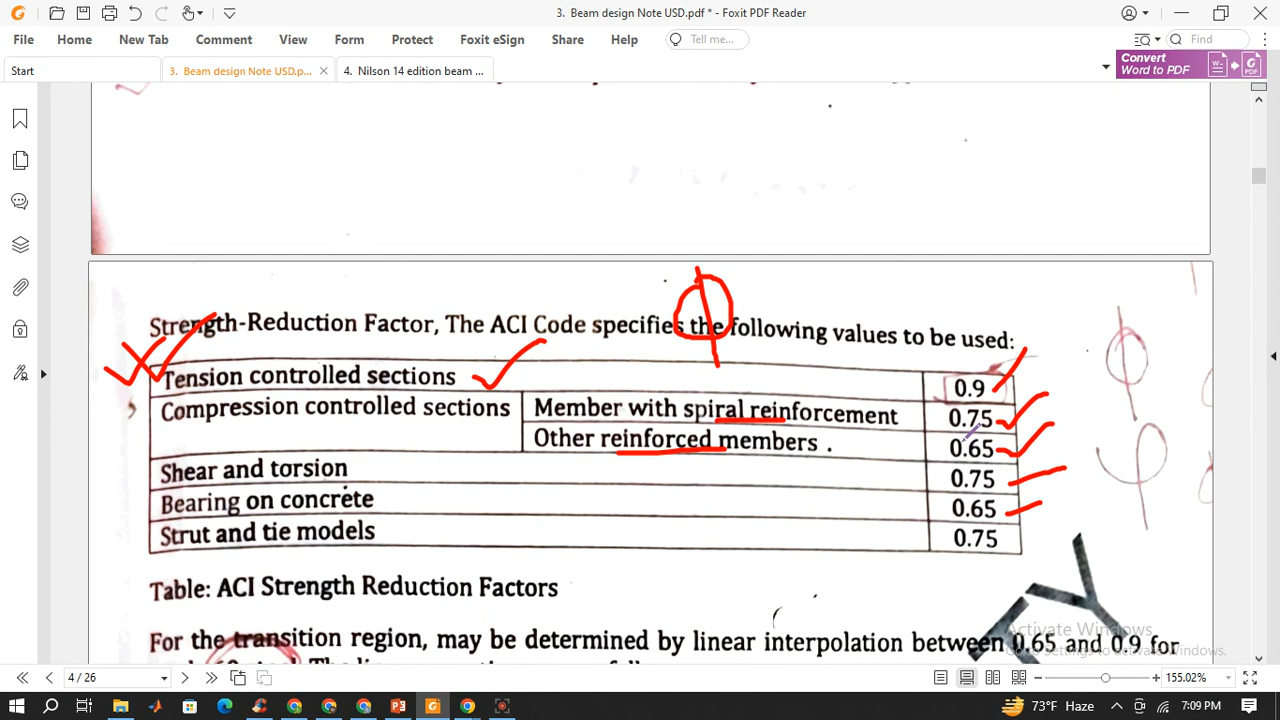 3. Beam design Note USD.pdf * - Foxit PDF Reader
File Home New Tab Comment View Form Protect Foxit eSign Share Help Tell me... Find
Start 3. Beam design Note USD.p... 4. Nilson 14 edition beam ... Convert Word to PDF
Strength-Reduction Factor, The ACI Code specifies the following values to be used:
Tension controlled sections 0.9
Compression controlled sections Member with spiral reinforcement 0.75
Other reinforced members . 0.65
Shear and torsion 0.75
Bearing on concrete 0.65
Strut and tie models 0.75
Table: ACI Strength Reduction Factors
For the transition region, may be determined by linear interpolation between 0.65 and 0.9 for
Activate Windows
Go to Settings to activate Windows.
4 / 26 155.02%
73°F Haze 7:09 PM